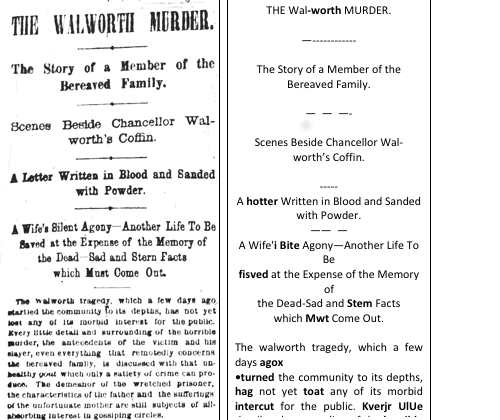 THE WALWORTH MURDER.
The Story of a Member of the
Bereaved Family.
Scenes Beside Chancellor Wal-
worth's Coffin.
A Letter Written in Blood and Sanded
with Powder.
A Wife's Silent Agony—Another Life To Be
Saved at the Expense of the Memory of
the Dead—Sad and Stern Facts
which Must Come Out.
The Walworth tragedy, which a few days ago,
startled the community to its depths, has not yet
lost any of its morbid interest for the public.
Every little detail and surrounding of the horrible
murder, the antecedents of the victim and his
slayer, even everything that remotedly concerns
the bereaved family, is discussed with that un-
healthy gout which only a satiety of crime can pro-
duce. The demeanor of the wretched prisoner,
the characteristics of the father and the sufferings
of the unfortunate mother are still subjects of all-
absorbing interest in gossiping circles.
THE Wal-worth MURDER.
—------------
The Story of a Member of the
Bereaved Family.
— — —-
Scenes Beside Chancellor Wal-
worth's Coffin.
-----
A hotter Written in Blood and Sanded
with Powder.
—— —
A Wife'i Bite Agony—Another Life To
Be
fisved at the Expense of the Memory
of
the Dead-Sad and Stem Facts
which Mwt Come Out.
The walworth tragedy, which a few
days agox
•turned the community to its depths,
hag not yet toat any of its morbid
intercut for the public. Kverjr UlUe